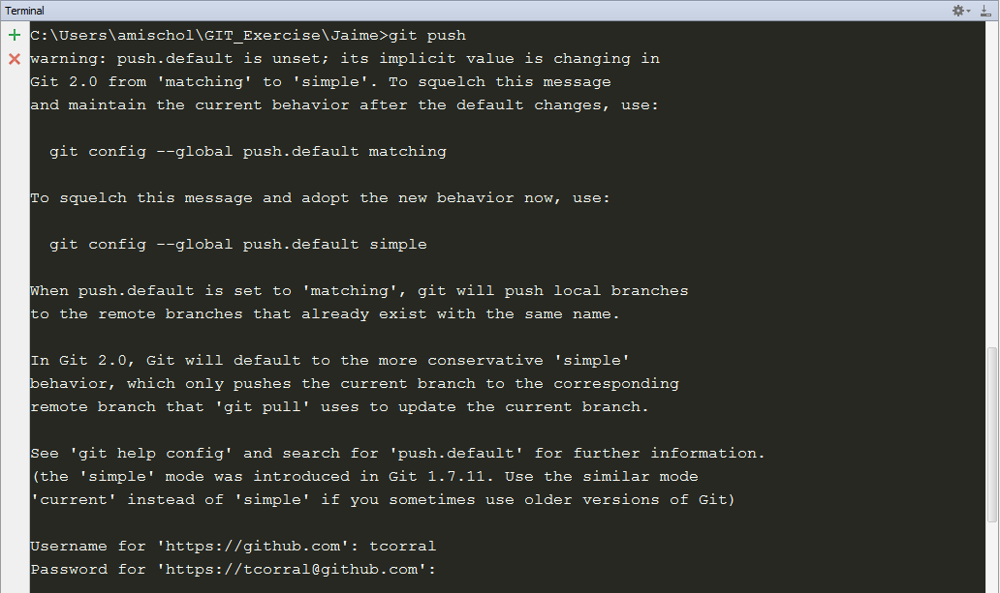 Terminal
C:\Users\amischol\GIT_Exercise\Jaime>git push
warning: push.default is unset; its implicit value is changing in
Git 2.0 from 'matching' to 'simple'. To squelch this message
and maintain the current behavior after the default changes, use:
git config --global push.default matching
To squelch this message and adopt the new behavior now, use:
git config --global push.default simple
When push.default is set to 'matching', git will push local branches
to the remote branches that already exist with the same name.
In Git 2.0, Git will default to the more conservative 'simple'
behavior, which only pushes the current branch to the corresponding
remote branch that 'git pull' uses to update the current branch.
See 'git help config' and search for 'push.default' for further information.
(the 'simple' mode was introduced in Git 1.7.11. Use the similar mode
'current' instead of 'simple' if you sometimes use older versions of Git)
Username for 'https://github.com': tcorral
Password for 'https://tcorral@github.com':